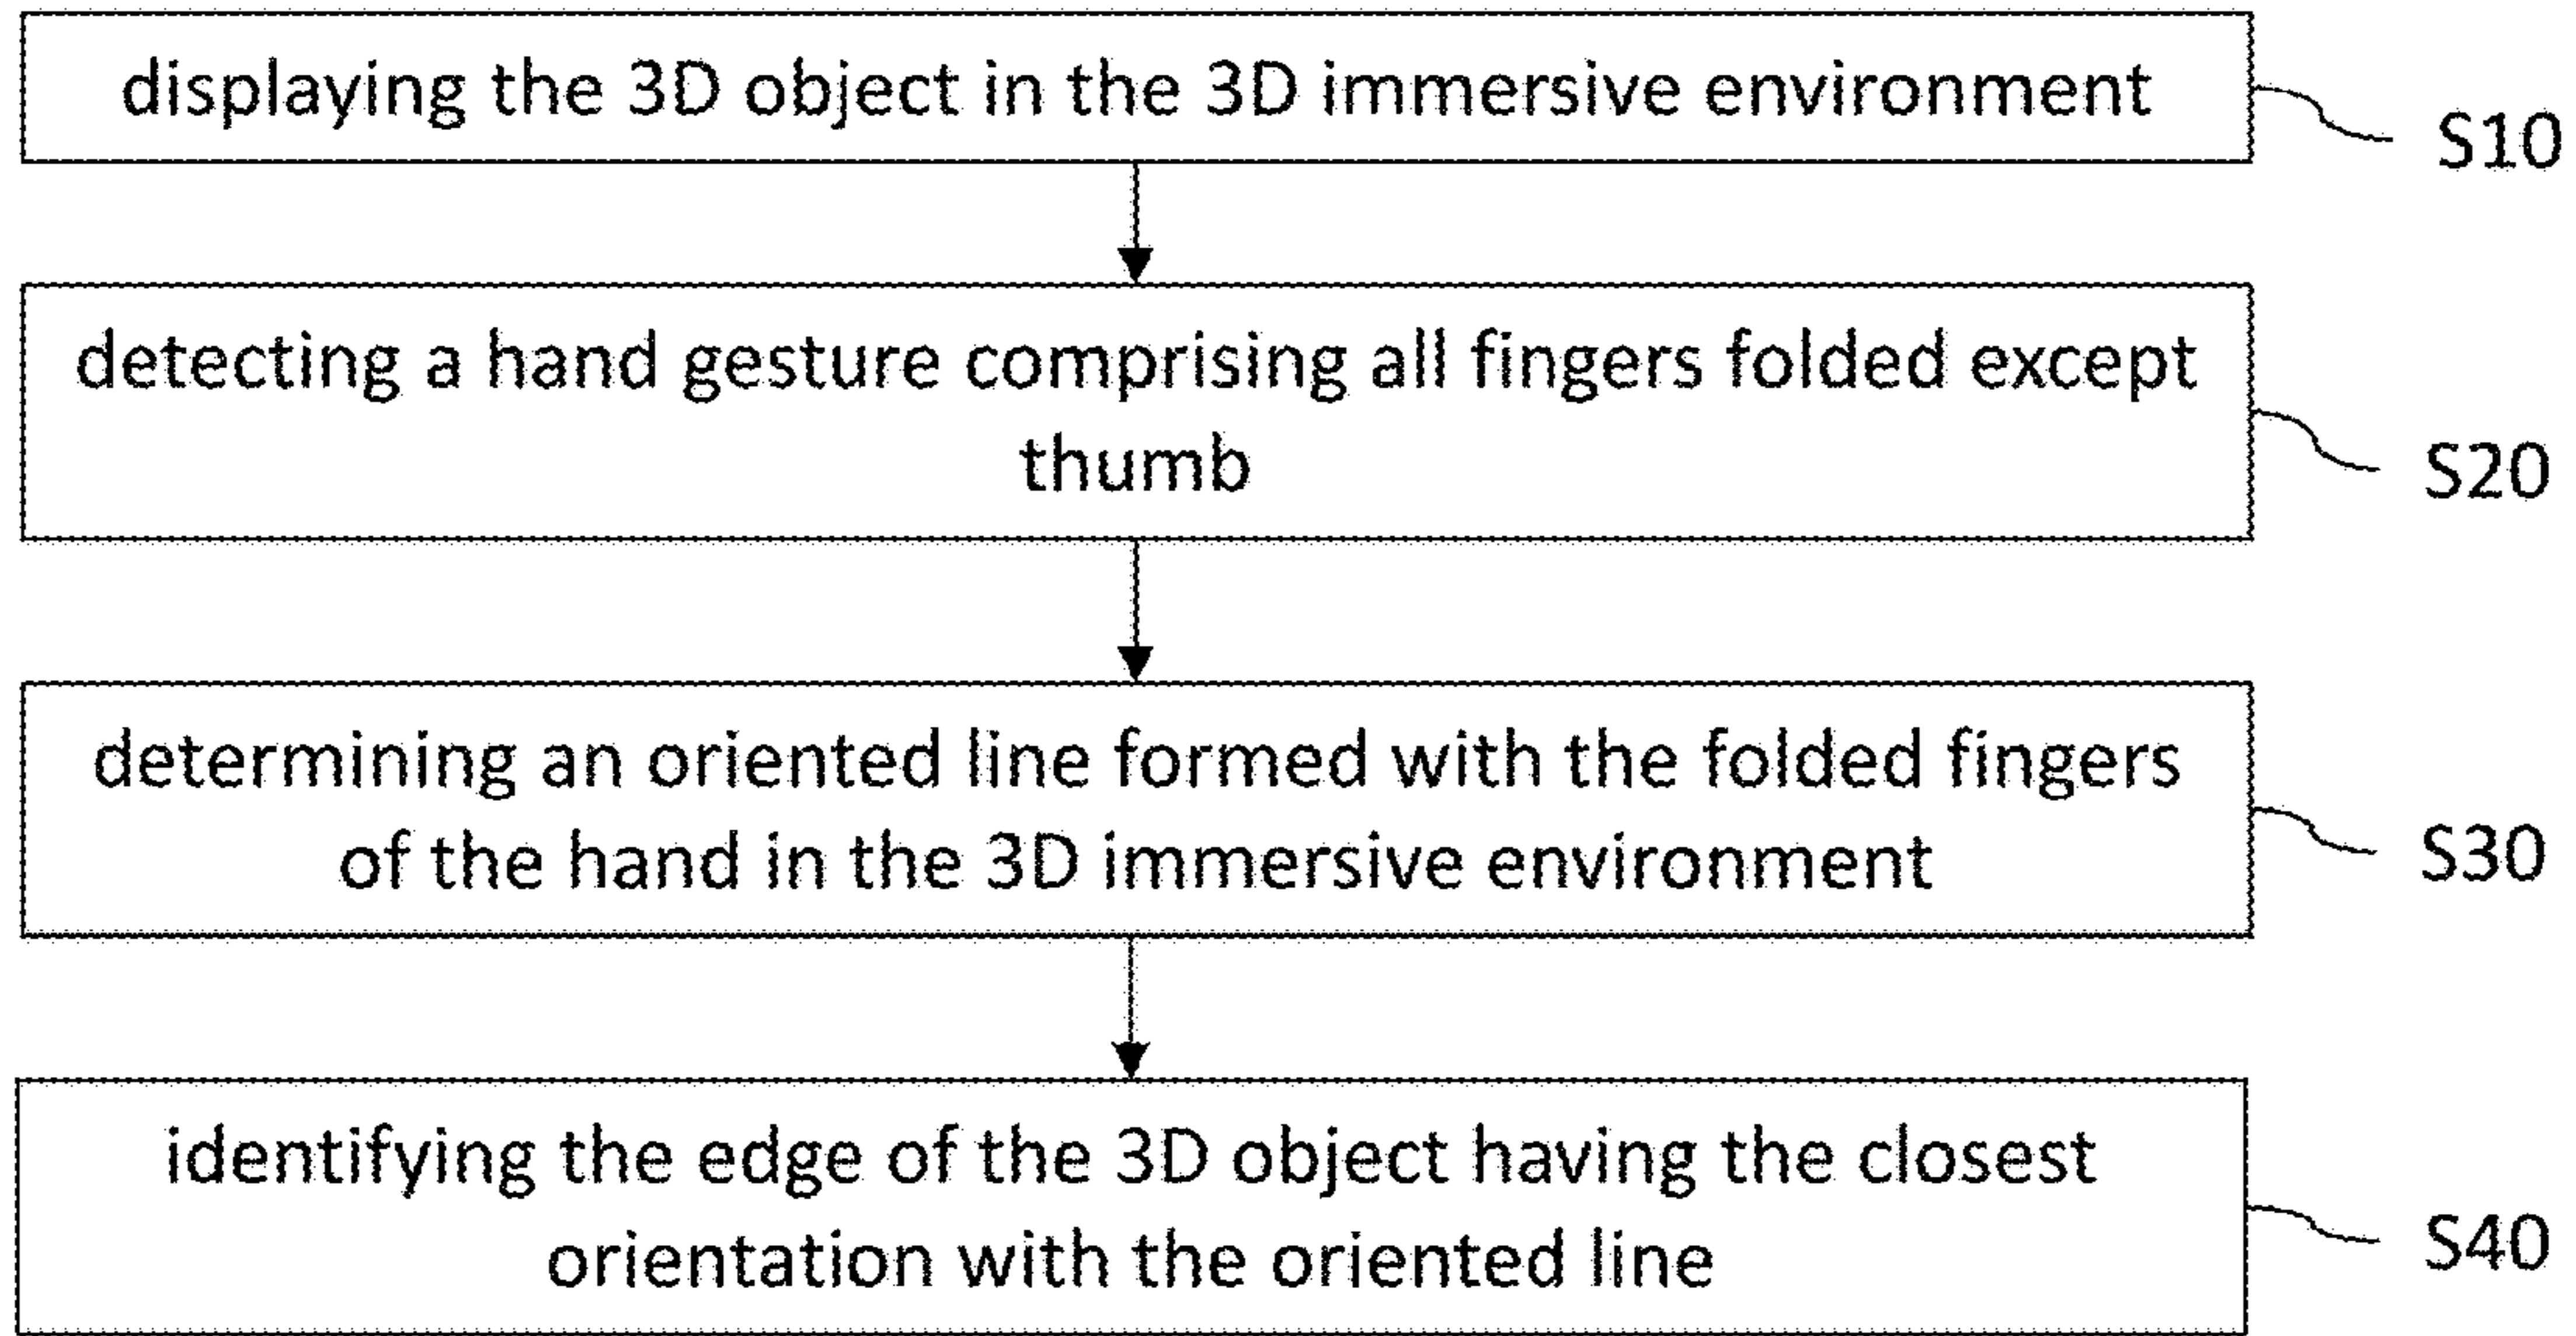 displaying the 3D object in the 3D immersive environment
S10
detecting a hand gesture comprising all fingers folded except
thumb
S20
determining an oriented line formed with the folded fingers
of the hand in the 3D immersive environment
S30
identifying the edge of the 3D object having the closest
orientation with the oriented line
S40